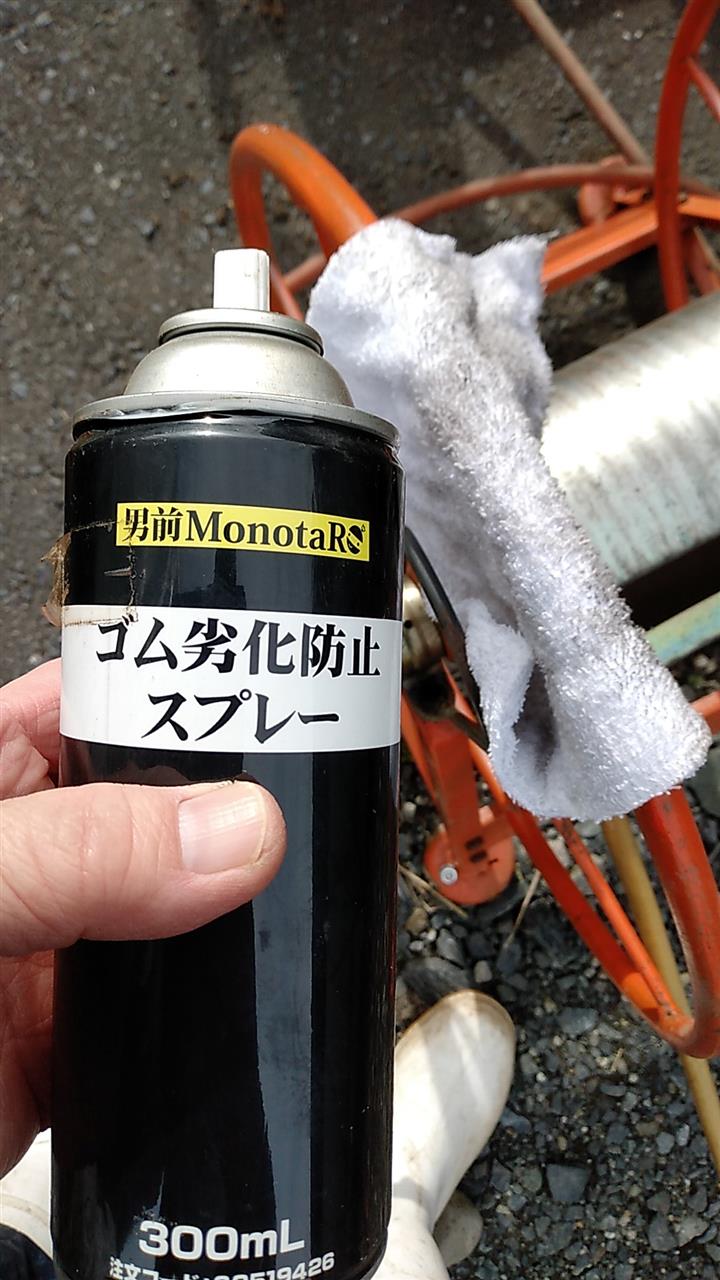 男前MonotaRO
ゴム劣化防止
スプレー
300mL